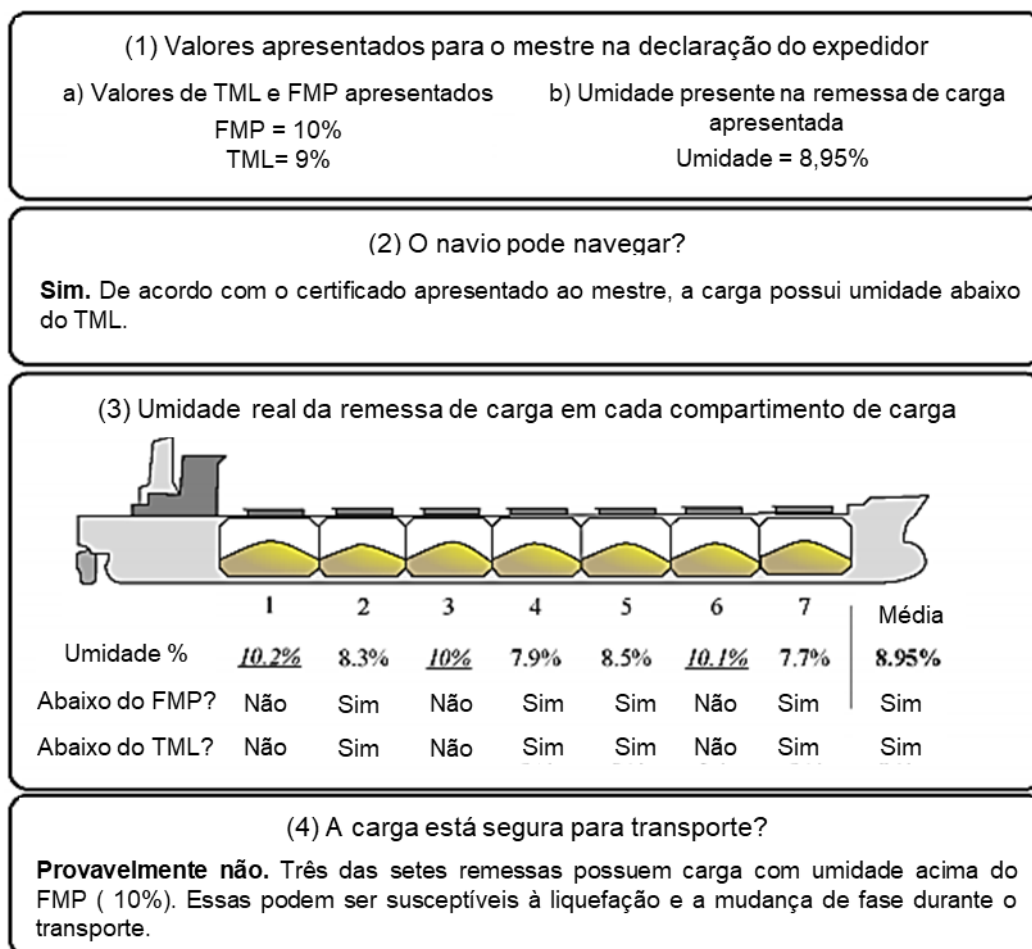 (1) Valores apresentados para o mestre na declaração do expedidor
a) Valores de TML e FMP apresentados
FMP = 10%
TML= 9%
b) Umidade presente na remessa de carga
apresentada
Umidade = 8,95%
(2) O navio pode navegar?
Sim. De acordo com o certificado apresentado ao mestre, a carga possui umidade abaixo
do TML.
(3) Umidade real da remessa de carga em cada compartimento de carga
1 2 3 4 5 6 7 Média
Umidade % 10.2% 8.3% 10% 7.9% 8.5% 10.1% 7.7% 8.95%
Abaixo do FMP? Não Sim Não Sim Sim Não Sim Sim
Abaixo do TML? Não Sim Não Sim Sim Não Sim Sim
(4) A carga está segura para transporte?
Provavelmente não. Três das setes remessas possuem carga com umidade acima do
FMP ( 10%). Essas podem ser susceptíveis à liquefação e a mudança de fase durante o
transporte.